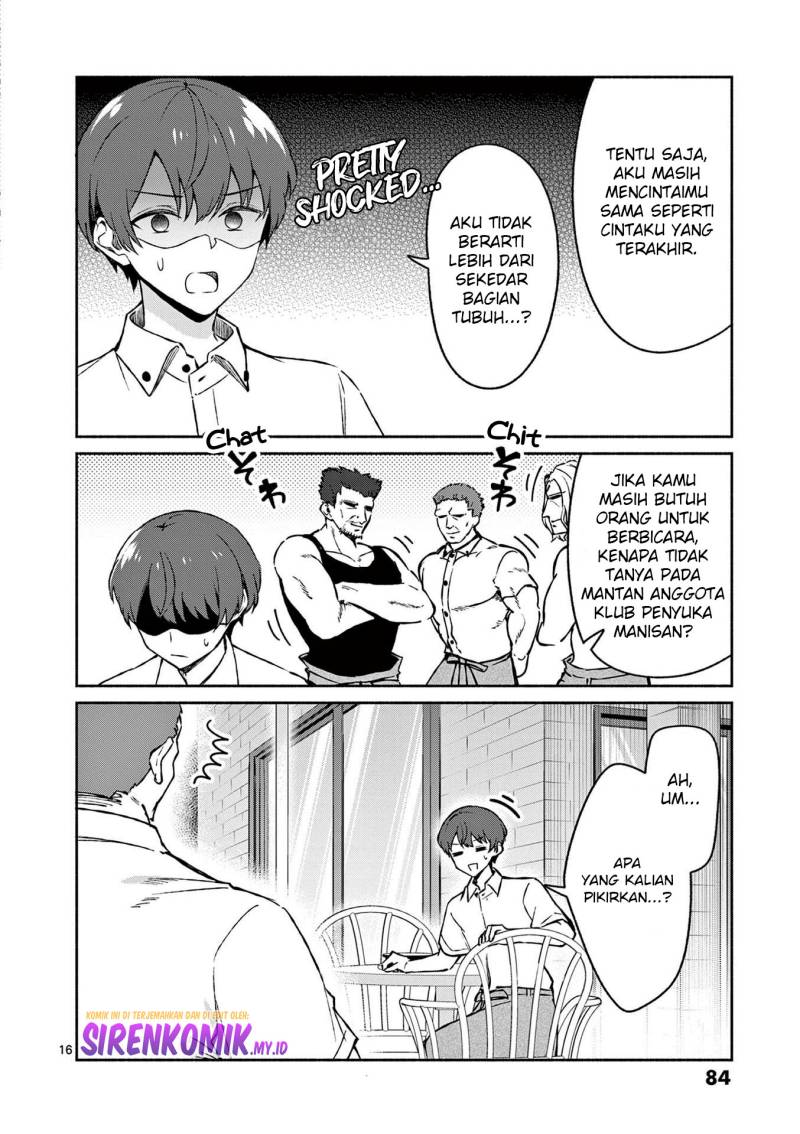 TENTU SAJA,
AKU MASIH
MENCINTAIMU
SAMA SEPERTI
CINTAKU YANG
TERAKHIR.
AKU TIDAK
BERARTI
LEBIH DARI
SEKEDAR
BAGIAN
TUBUH...?
PRETTY
SHOCKED...
Chit
そわ
Chat
そわ
JIKA KAMU
MASIH BUTUH
ORANG UNTUK
BERBICARA,
KENAPA TIDAK
TANYA PADA
MANTAN ANGGOTA
KLUB PENYUKA
MANISAN?
AH,
UM...
APA
YANG KALIAN
PIKIRKAN...?
KOMIK INI DI TERJEMAHKAN DAN DI EDIT OLEH:
SIRENKOMIK.MY.ID
16
84